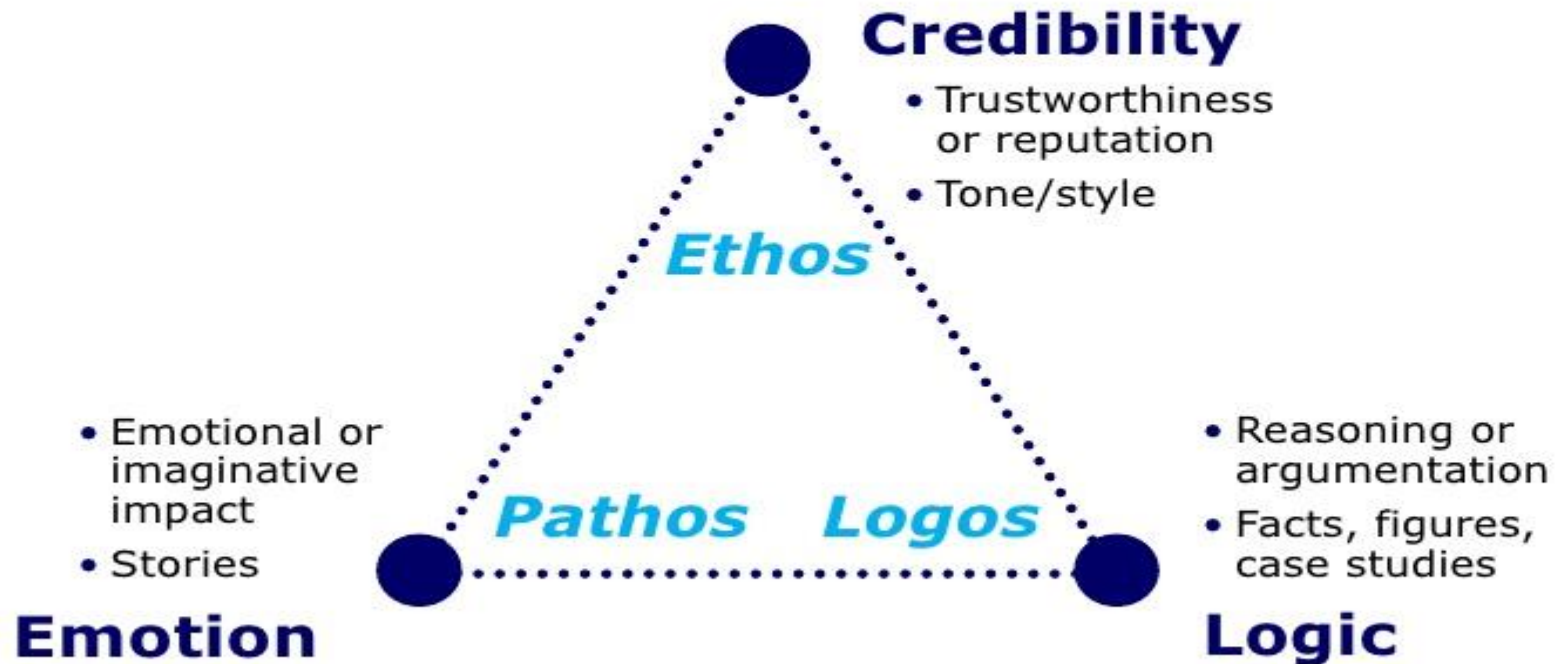 Credibility
• Trustworthiness
or reputation
• Tone/style
Ethos
• Emotional or
imaginative
impact
• Stories
Pathos
Logos
• Reasoning or
argumentation
• Facts, figures,
case studies
Emotion
Logic